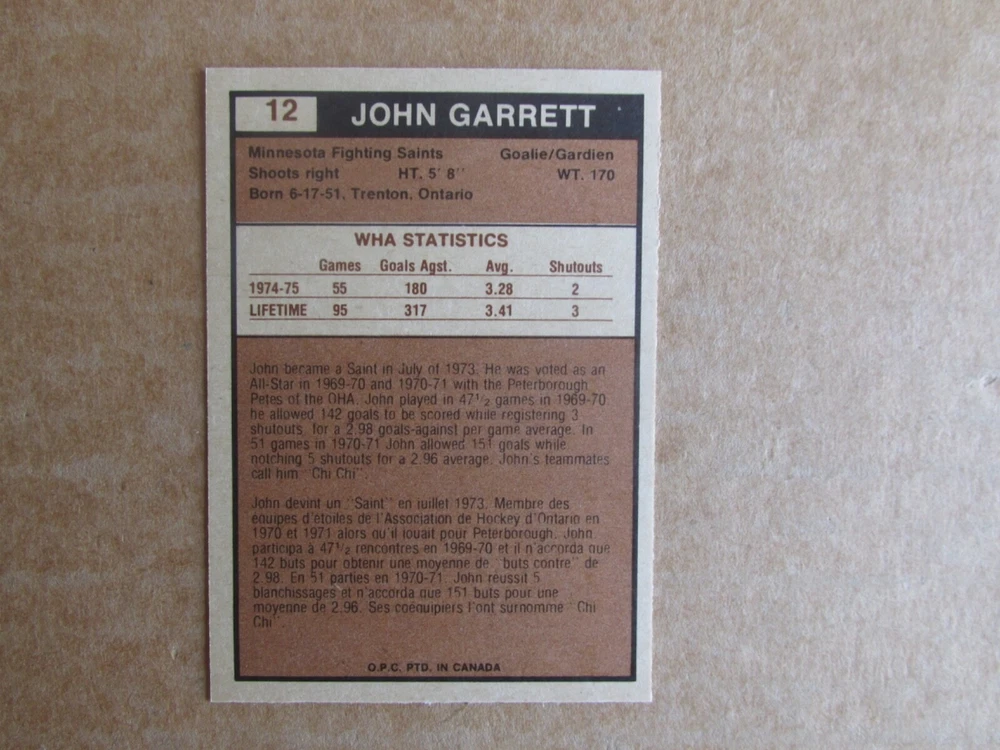 12 JOHN GARRETT
Minnesota Fighting Saints Goalie/Gardien
Shoots right HT. 5' 8'' WT. 170
Born 6-17-51, Trenton, Ontario
WHA STATISTICS
Games Goals Agst. Avg. Shutouts
1974-75 55 180 3.28 2
LIFETIME 95 317 3.41 3
John became a Saint in July of 1973. He was voted as an
All-Star in 1969-70 and 1970-71 with the Peterborough
Petes of the OHA. John played in 47 1/2 games in 1969-70.
he allowed 142 goals to be scored while registering 3
shutouts for a 2.98 goals-against per game average. In
51 games in 1970-71 John allowed 151 goals while
notching 5 shutouts for a 2.96 average. John's teammates
call him "Chi Chi".
John devint un "Saint" en juillet 1973. Membre des
équipes d'étoiles de l'Association de Hockey d'Ontario en
1970 et 1971 alors qu'il jouait pour Peterborough. John
participa à 47 1/2 rencontres en 1969-70 et il n'accorda que
142 buts pour obtenir une moyenne de "buts contre" de
2.98. En 51 parties en 1970-71. John réussit 5
blanchissages et n'accorda que 151 buts pour une
moyenne de 2.96. Ses coéquipiers l'ont surnommé "Chi
Chi"
O.P.C. PTD. IN CANADA